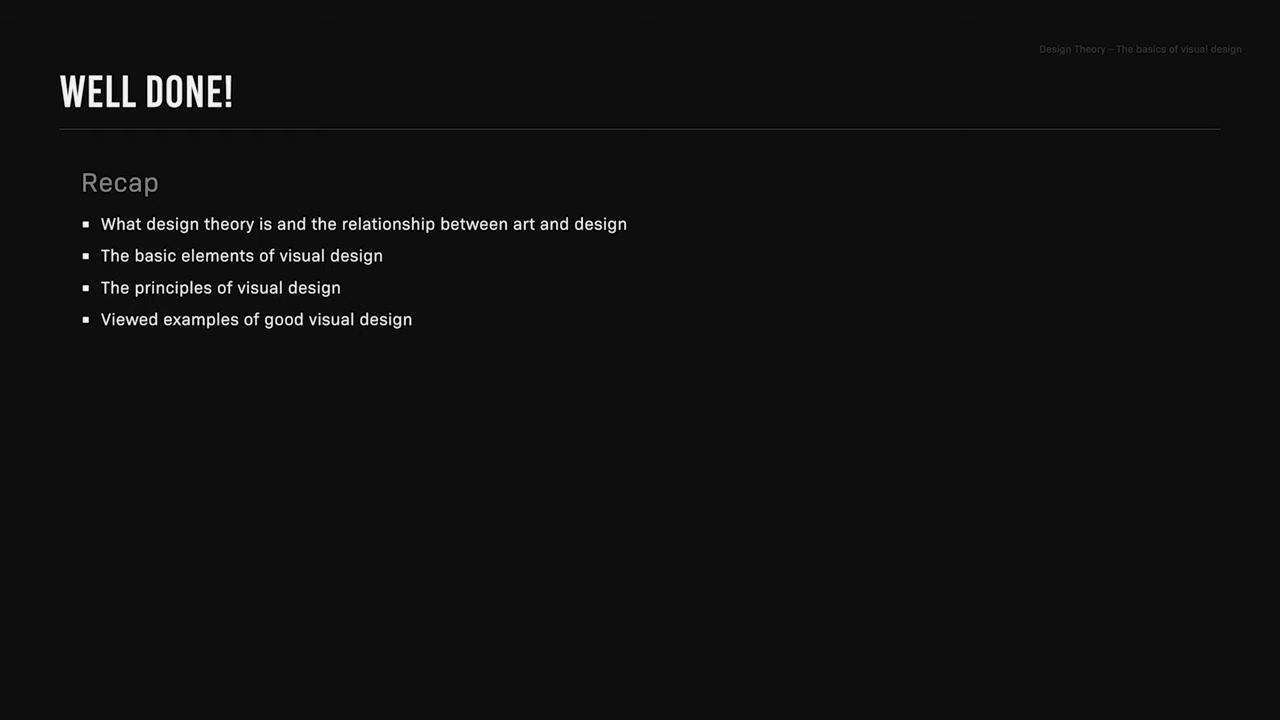 Design Theory – The basics of visual design
WELL DONE!
Recap
▪ What design theory is and the relationship between art and design
▪ The basic elements of visual design
▪ The principles of visual design
▪ Viewed examples of good visual design